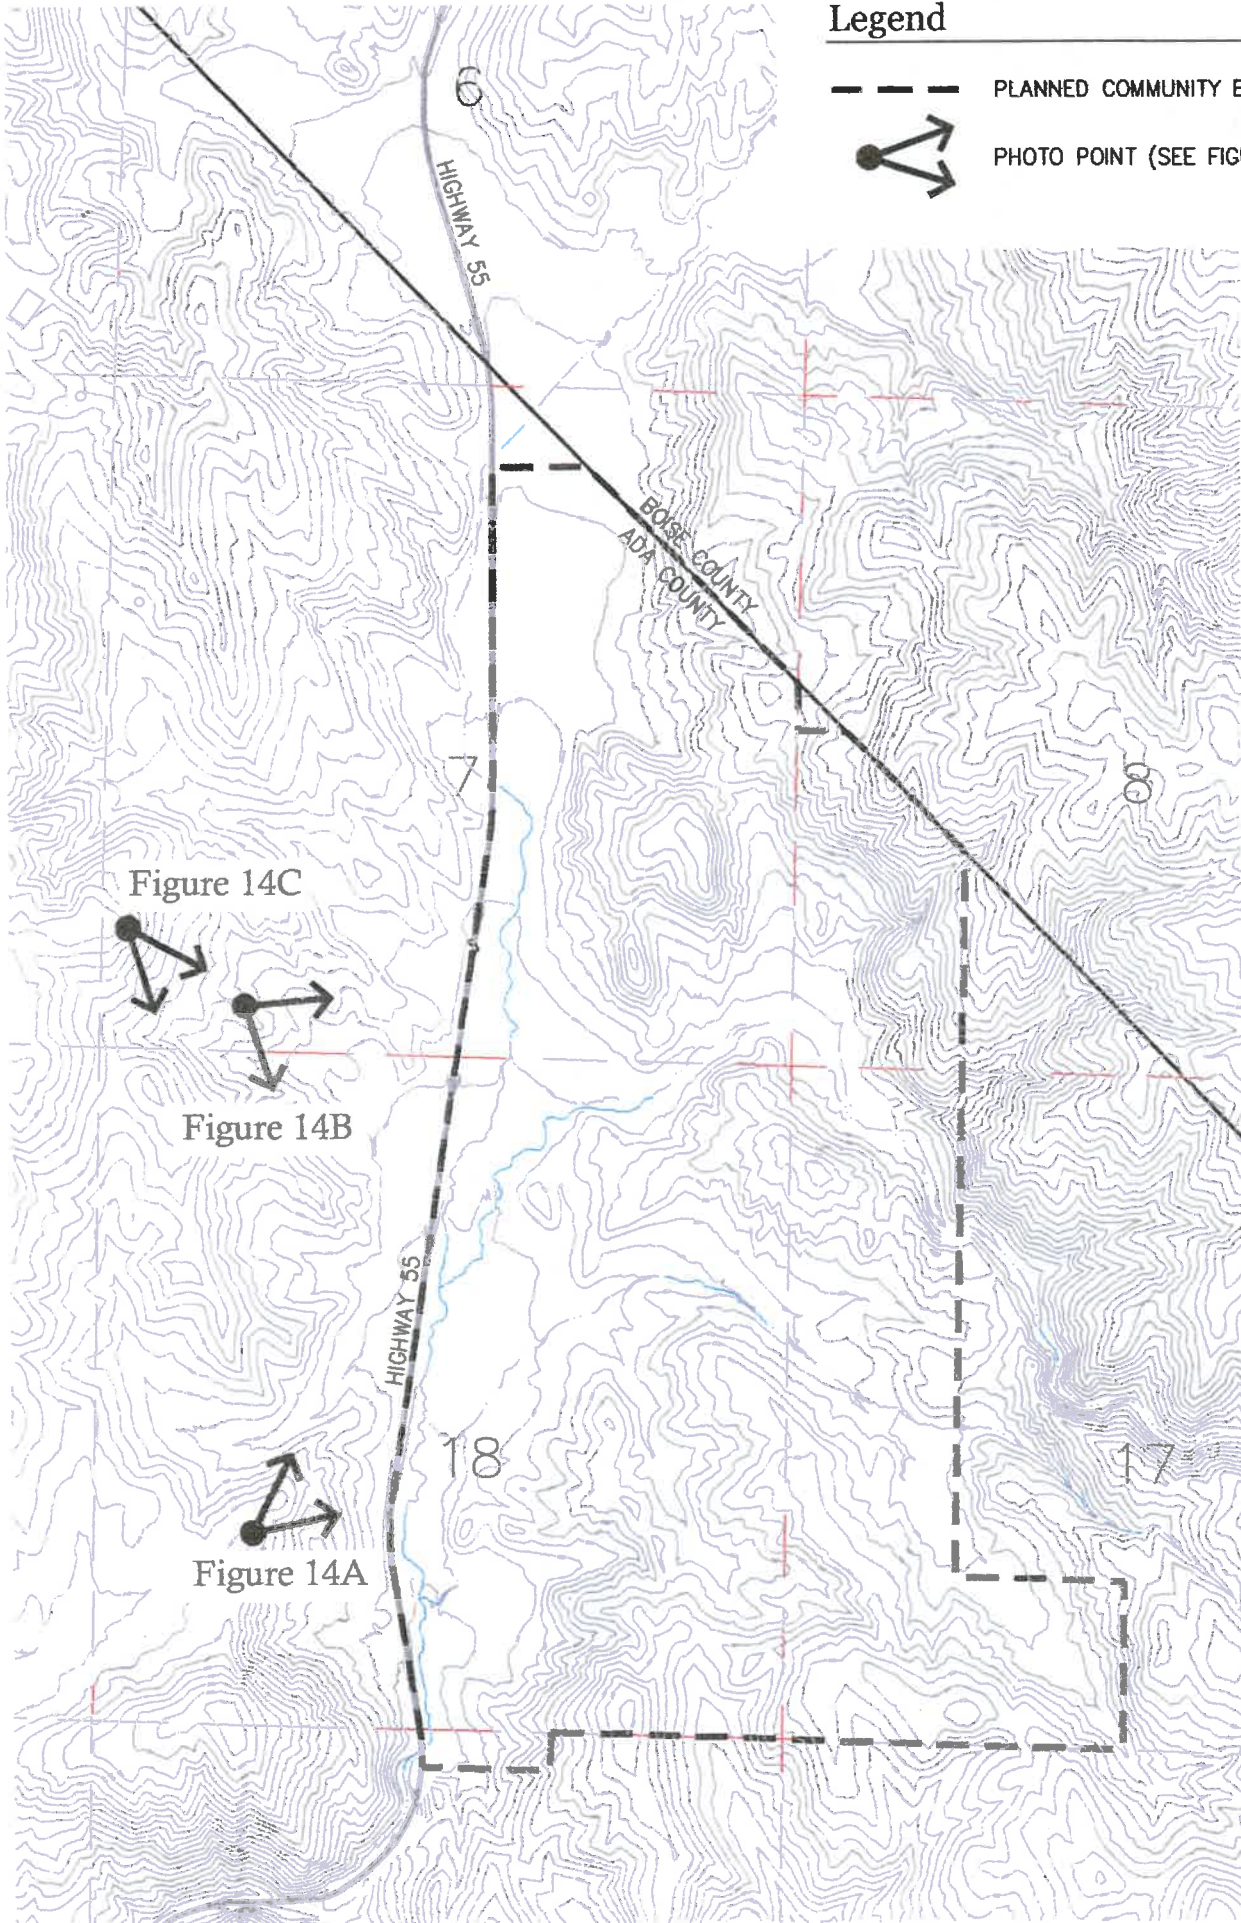 Legend
PLANNED COMMUNITY
PHOTO POINT (SEE
6
HIGHWAY 55
BOISE COUNTY
ADA COUNTY
7
8
Figure 14C
Figure 14B
HIGHWAY 55
18
17
Figure 14A